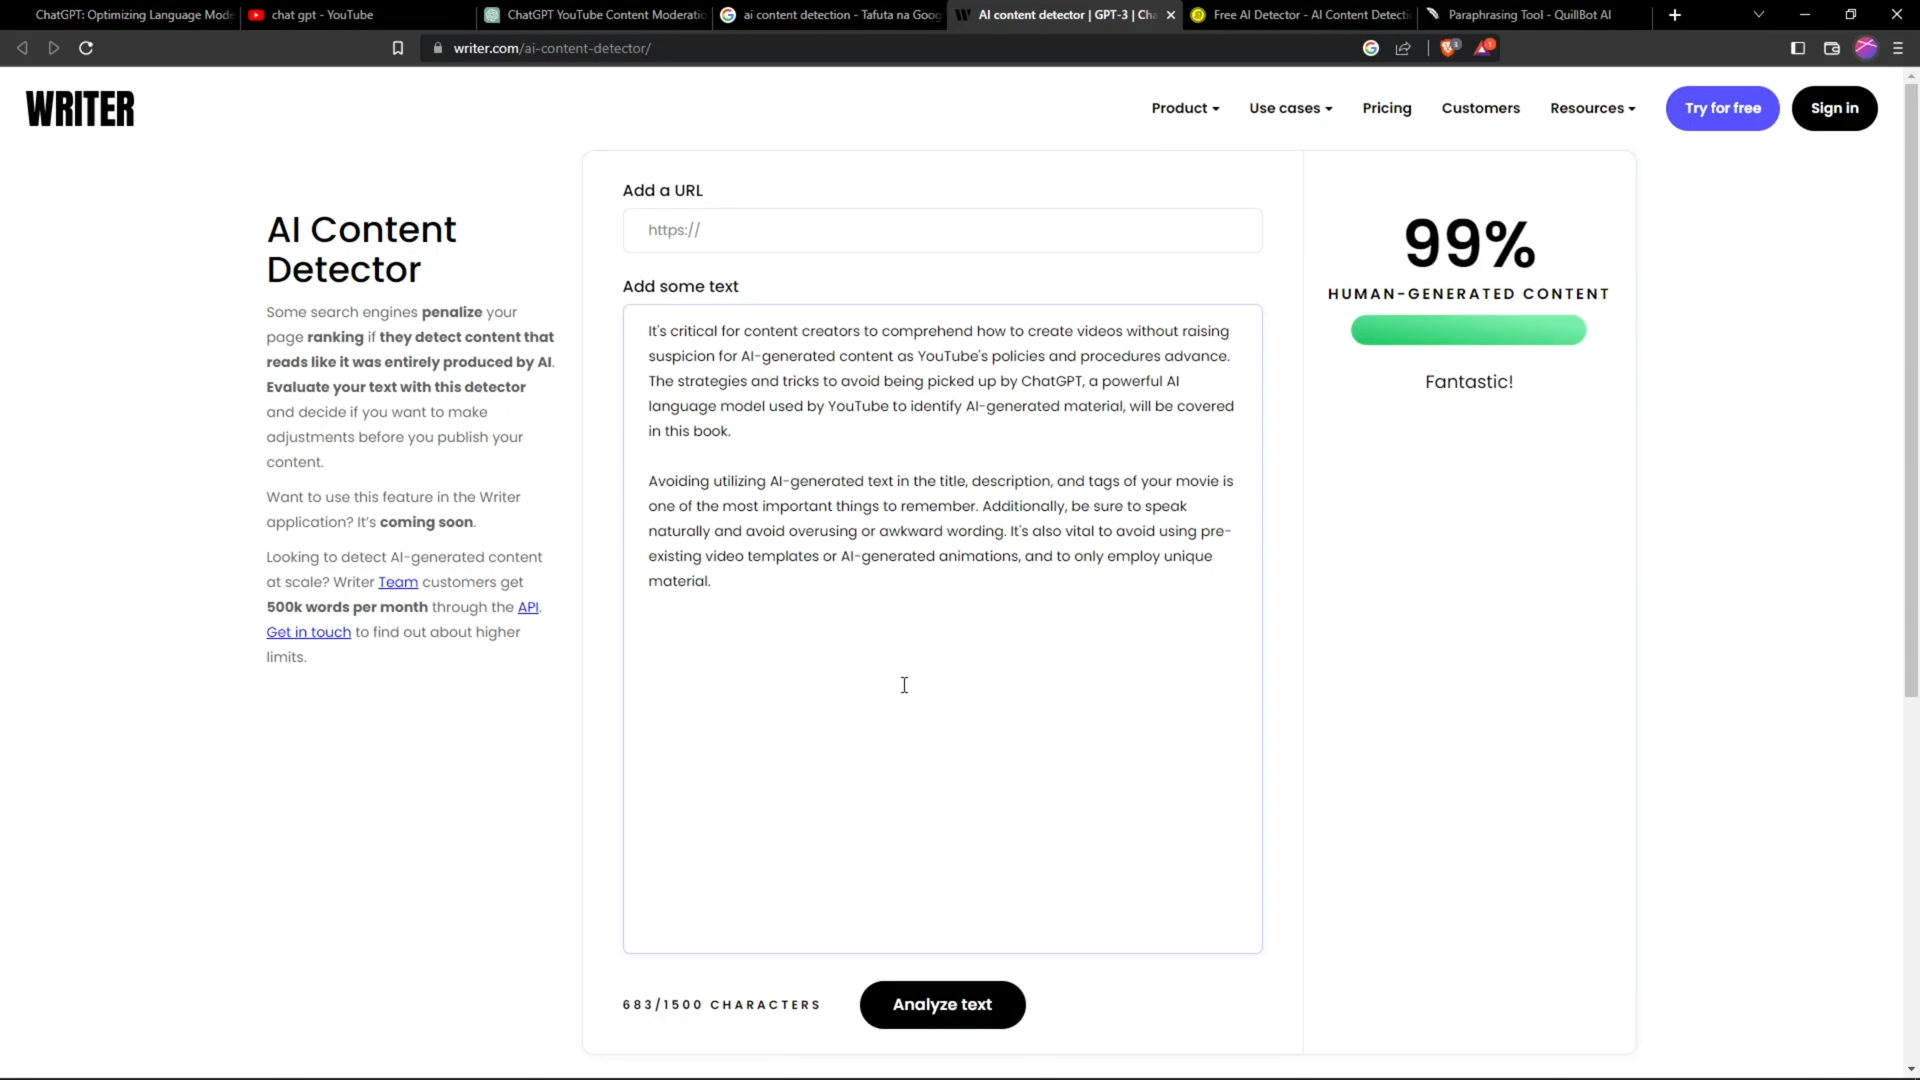 ChatGPT: Optimizing Language Mode
chat gpt - YouTube
ChatGPT YouTube Content Moderatio
ai content detection - Tafuta na Goog
AI content detector | GPT-3 | Cha
Free AI Detector - AI Content Detecti
Paraphrasing Tool - QuillBot AI
writer.com/ai-content-detector/
WRITER
Product
Use cases
Pricing
Customers
Resources
Try for free
Sign in
AI Content
Detector
Some search engines penalize your
page ranking if they detect content that
reads like it was entirely produced by AI.
Evaluate your text with this detector
and decide if you want to make
adjustments before you publish your
content.
Want to use this feature in the Writer
application? It's coming soon.
Looking to detect AI-generated content
at scale? Writer Team customers get
500k words per month through the API.
Get in touch to find out about higher
limits.
Add a URL
https://
Add some text
It's critical for content creators to comprehend how to create videos without raising
suspicion for AI-generated content as YouTube's policies and procedures advance.
The strategies and tricks to avoid being picked up by ChatGPT, a powerful AI
language model used by YouTube to identify AI-generated material, will be covered
in this book.
Avoiding utilizing AI-generated text in the title, description, and tags of your movie is
one of the most important things to remember. Additionally, be sure to speak
naturally and avoid overusing or awkward wording. It's also vital to avoid using pre-
existing video templates or AI-generated animations, and to only employ unique
material.
683/1500 CHARACTERS
Analyze text
99%
HUMAN-GENERATED CONTENT
Fantastic!